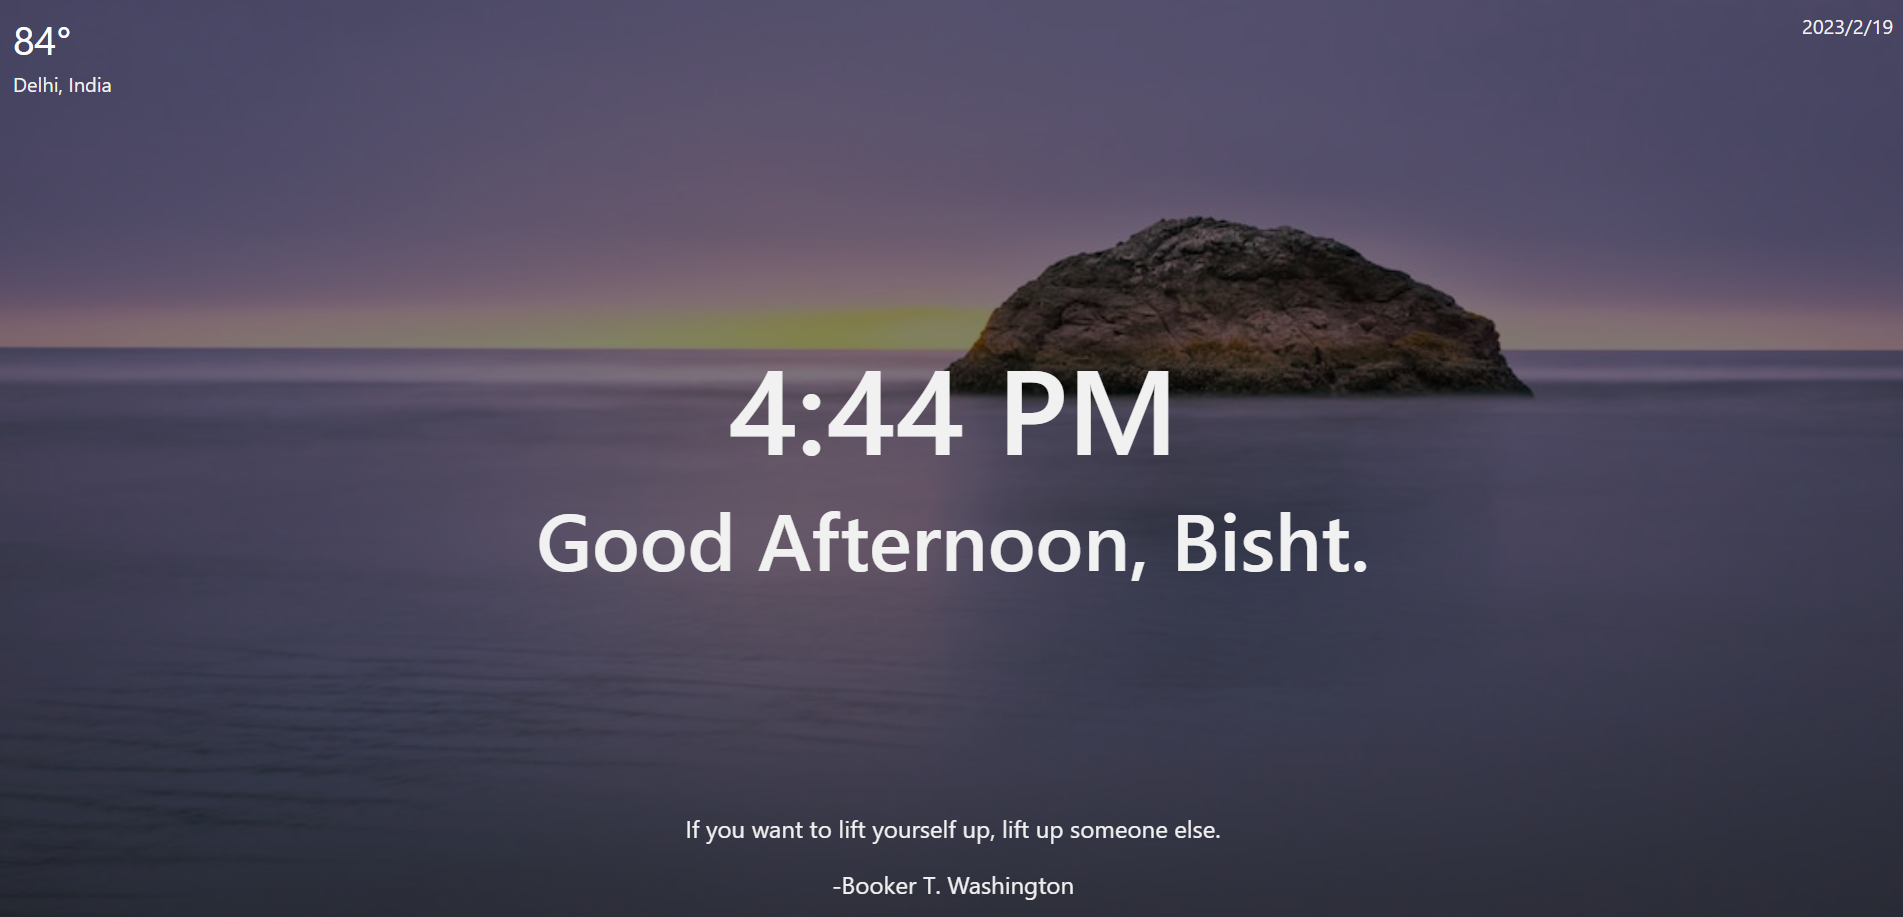 84°
Delhi, India
2023/2/19
4:44 PM
Good Afternoon, Bisht.
If you want to lift yourself up, lift up someone else.
-Booker T. Washington